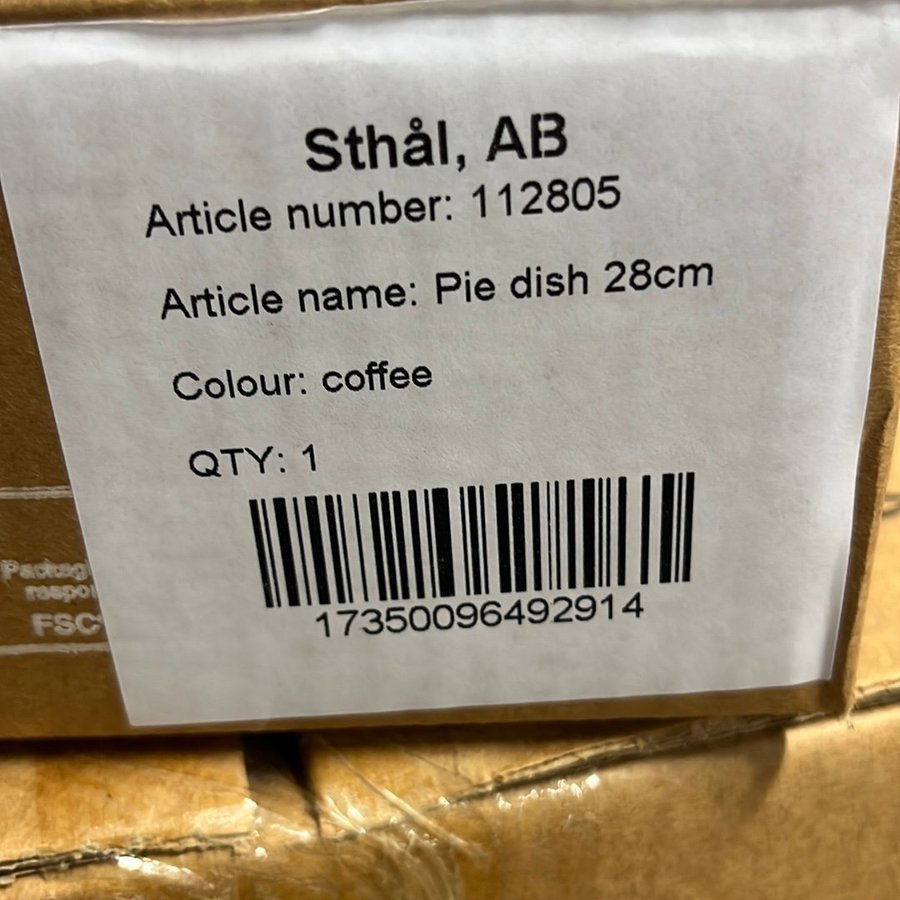 Sthål, AB
Article number: 112805
Article name: Pie dish 28cm
Colour: coffee
QTY: 1
17350096492914
FSC